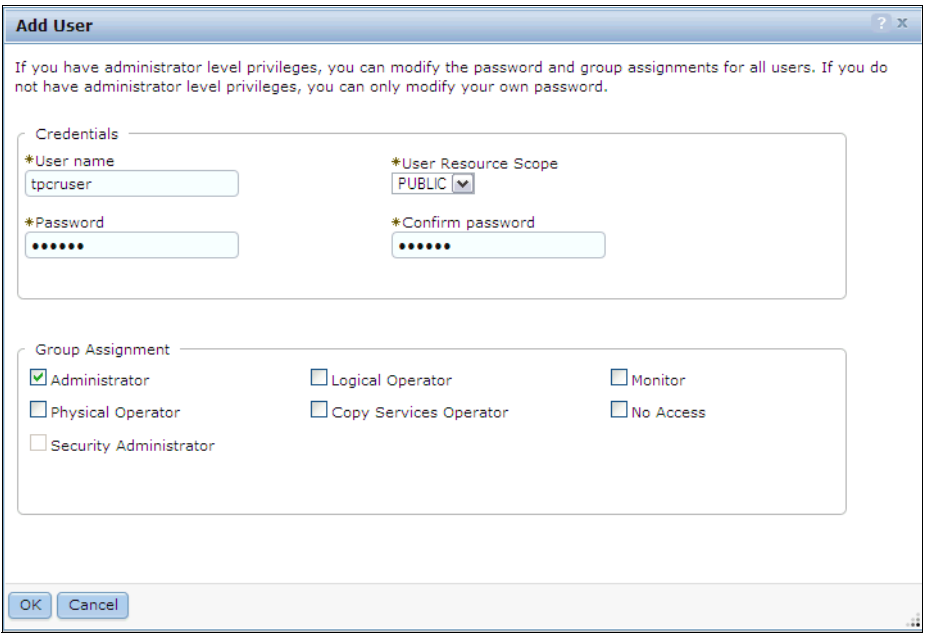 Add User
? x
If you have administrator level privileges, you can modify the password and group assignments for all users. If you do
not have administrator level privileges, you can only modify your own password.
Credentials
*User name
*User Resource Scope
tpcruser
PUBLIC
*Password
*Confirm password
•••••• 
••••••
Group Assignment
Administrator
Logical Operator
Monitor
Physical Operator
Copy Services Operator
No Access
Security Administrator
OK
Cancel